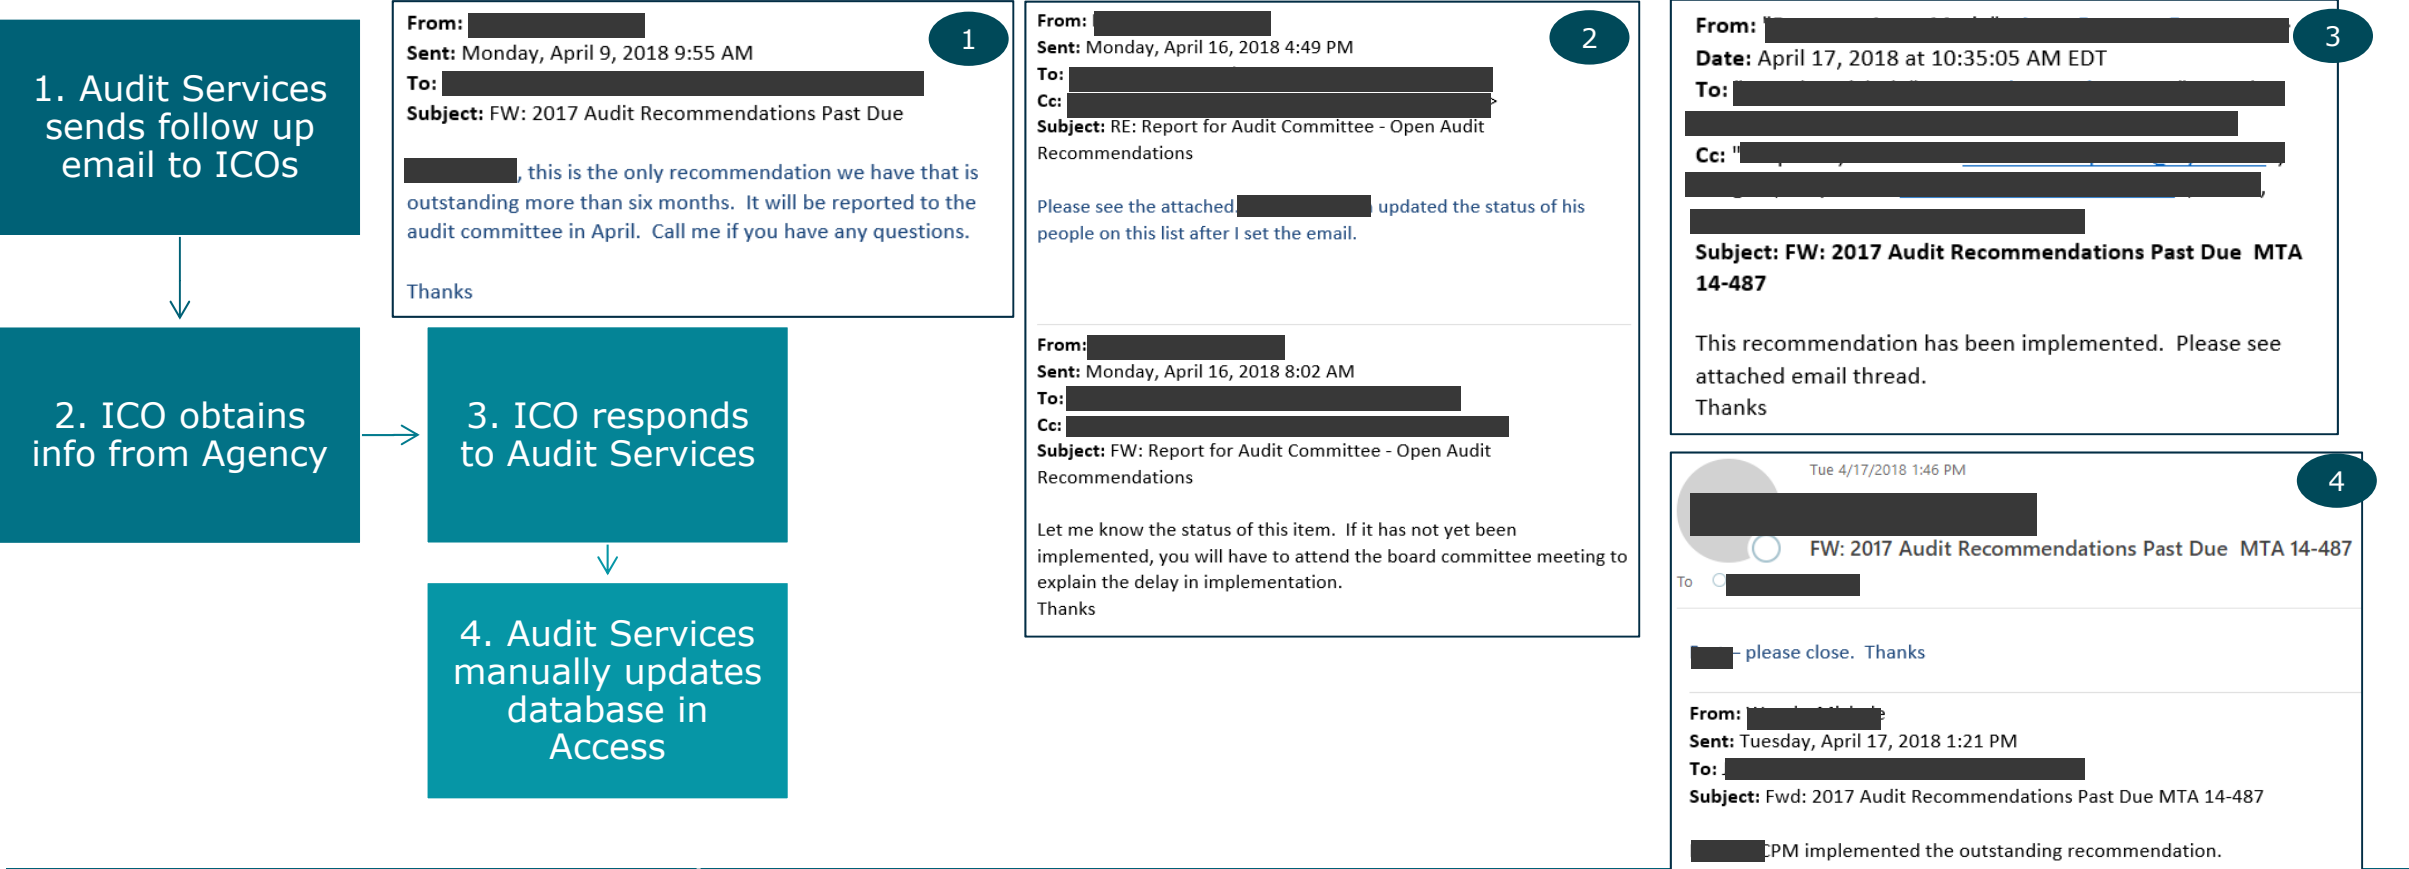 1. Audit Services
sends follow up
email to ICOs
2. ICO obtains
info from Agency
3. ICO responds
to Audit Services
4. Audit Services
manually updates
database in
Access
1
From:
Sent: Monday, April 9, 2018 9:55 AM
To:
Subject: FW: 2017 Audit Recommendations Past Due
, this is the only recommendation we have that is
outstanding more than six months.  It will be reported to the
audit committee in April.  Call me if you have any questions.
Thanks
2
From:
Sent: Monday, April 16, 2018 4:49 PM
To:
Cc:
Subject: RE: Report for Audit Committee - Open Audit
Recommendations
Please see the attached. updated the status of his
people on this list after I set the email.
From:
Sent: Monday, April 16, 2018 8:02 AM
To:
Cc:
Subject: FW: Report for Audit Committee - Open Audit
Recommendations
Let me know the status of this item.  If it has not yet been
implemented, you will have to attend the board committee meeting to
explain the delay in implementation.
Thanks
3
From:
Date: April 17, 2018 at 10:35:05 AM EDT
To:
Cc: "
Subject: FW: 2017 Audit Recommendations Past Due  MTA
14-487
This recommendation has been implemented.  Please see
attached email thread.
Thanks
4
Tue 4/17/2018 1:46 PM
FW: 2017 Audit Recommendations Past Due  MTA 14-487
To
– please close.  Thanks
From:
Sent: Tuesday, April 17, 2018 1:21 PM
To:
Subject: Fwd: 2017 Audit Recommendations Past Due MTA 14-487
CPM implemented the outstanding recommendation.